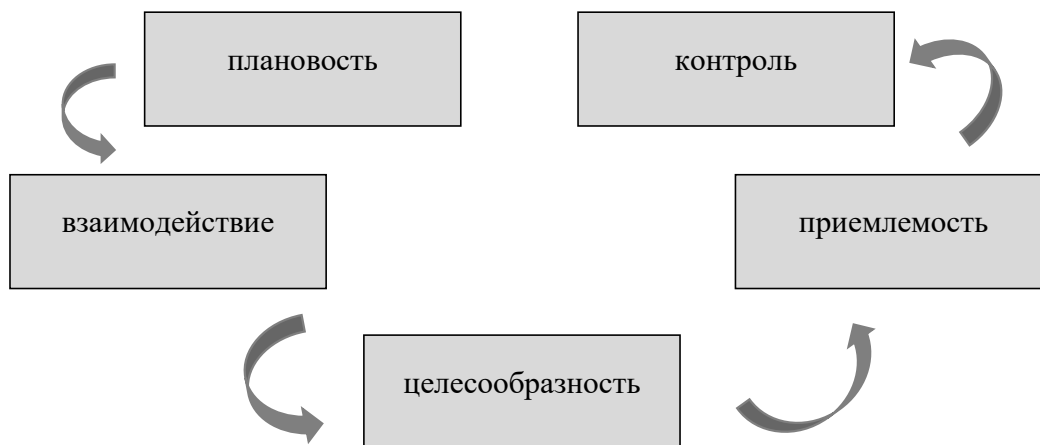 плановость
контроль
взаимодействие
приемлемость
целесообразность